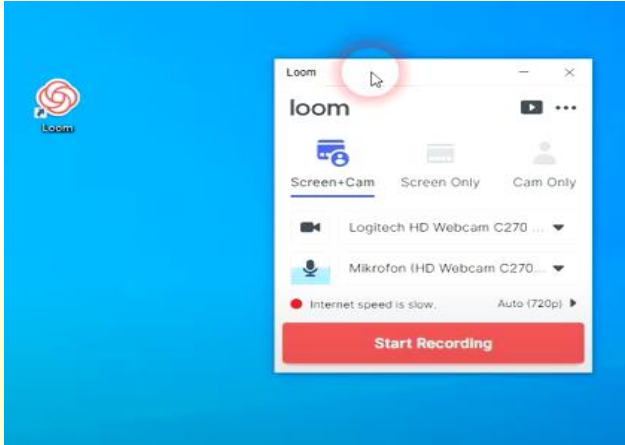 Loom
Loom
loom
Screen+Cam Screen Only Cam Only
Logitech HD Webcam C270 ...
Mikrofon (HD Webcam C270...
Internet speed is slow. Auto (720p)
Start Recording